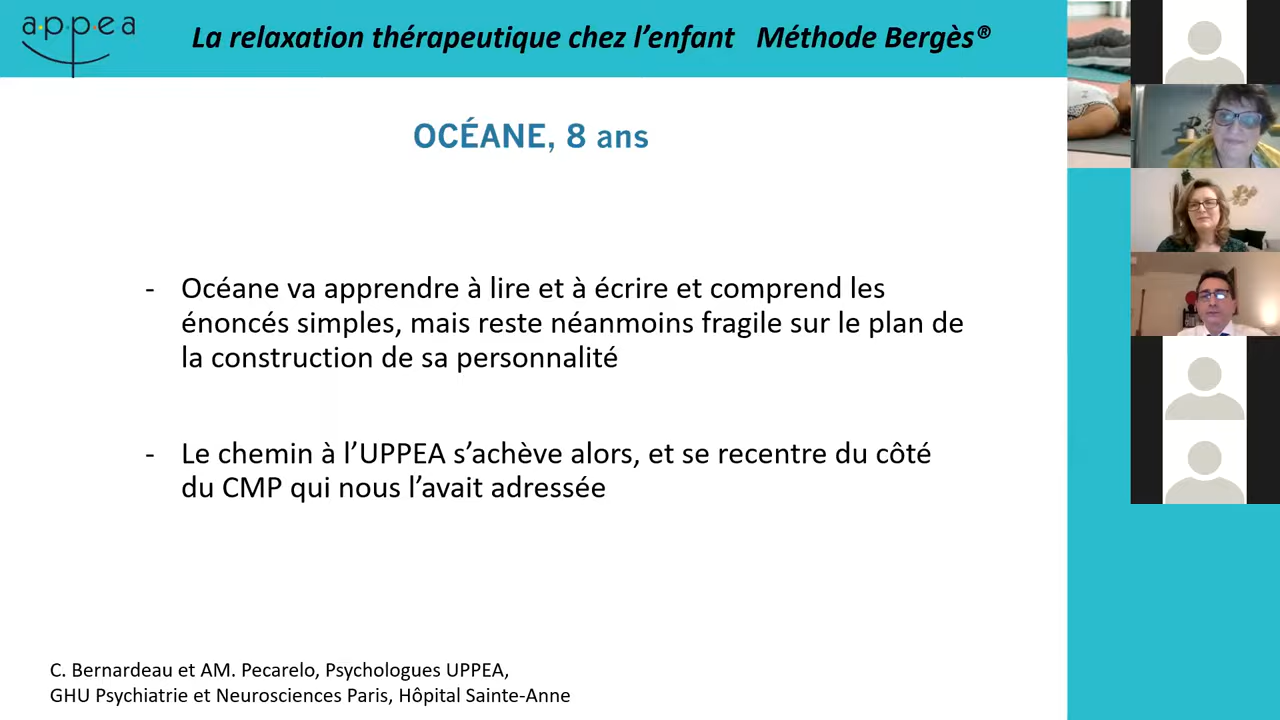 appea
La relaxation thérapeutique chez l’enfant Méthode Bergès®
OCÉANE, 8 ans
- Océane va apprendre à lire et à écrire et comprend les
énoncés simples, mais reste néanmoins fragile sur le plan de
la construction de sa personnalité
- Le chemin à l’UPPEA s’achève alors, et se recentre du côté
du CMP qui nous l’avait adressée
C. Bernardeau et AM. Pecarelo, Psychologues UPPEA,
GHU Psychiatrie et Neurosciences Paris, Hôpital Sainte-Anne